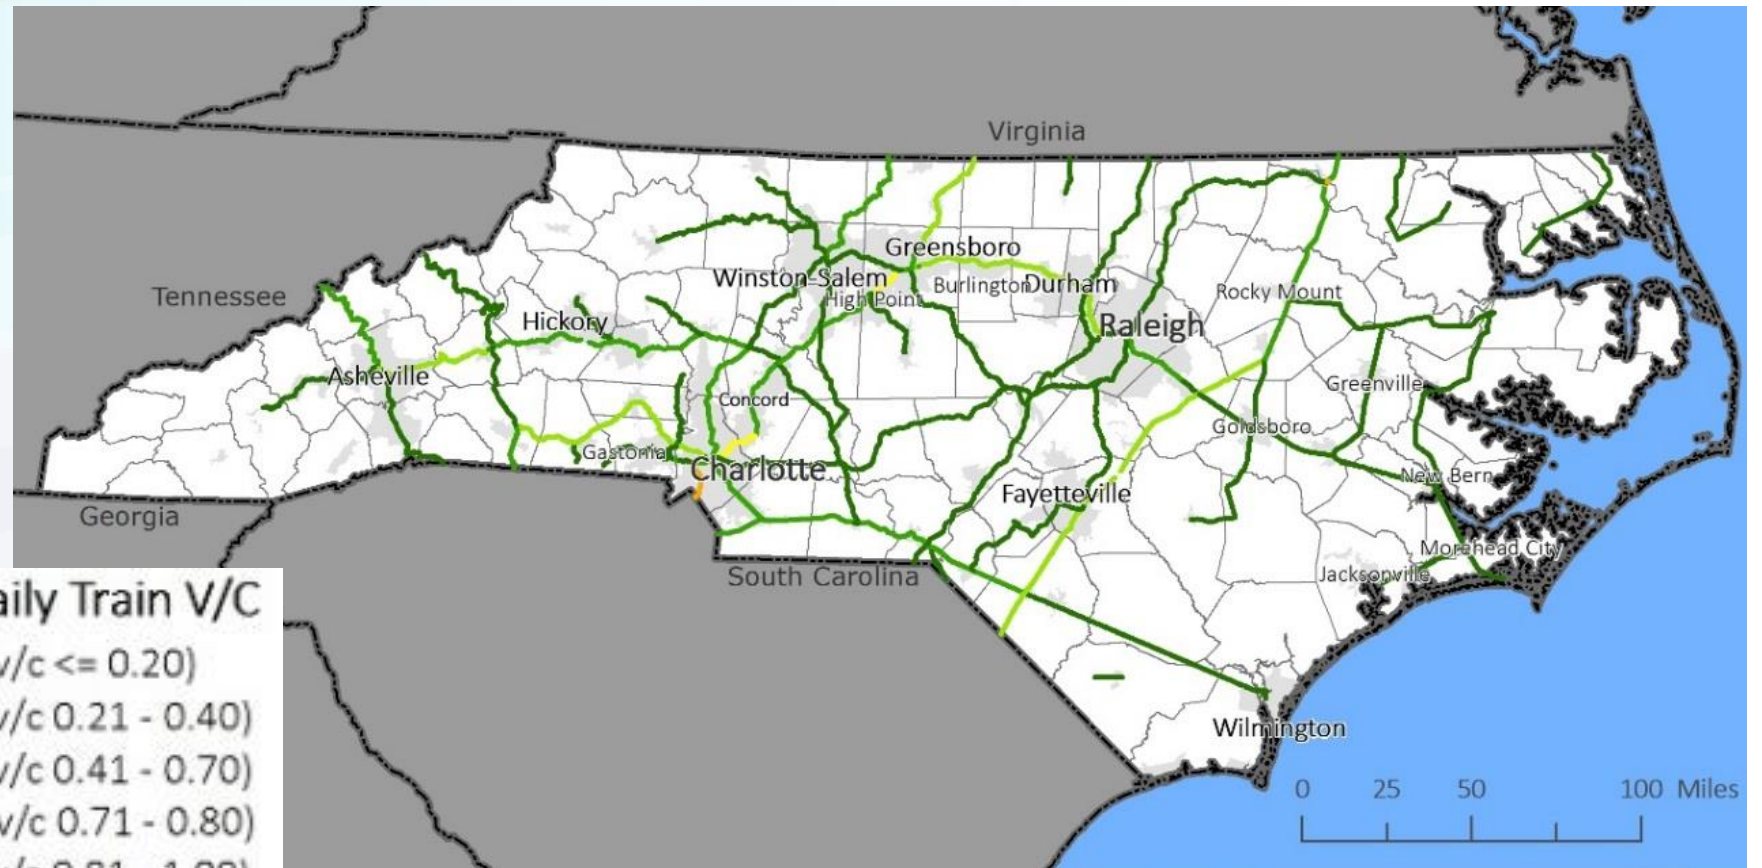 Virginia
Tennessee
Greensboro
Winston-Salem
High Point
Burlington
Durham
Rocky Mount
Hickory
Raleigh
Asheville
Concord
Greenville
Goldsboro
Gastonia
Charlotte
New Bern
Fayetteville
Georgia
Morehead City
South Carolina
Jacksonville
Wilmington
0 25 50 100 Miles
Train V/C
v/c <= 0.20)
v/c 0.21 - 0.40)
v/c 0.41 - 0.70)
v/c 0.71 - 0.80)